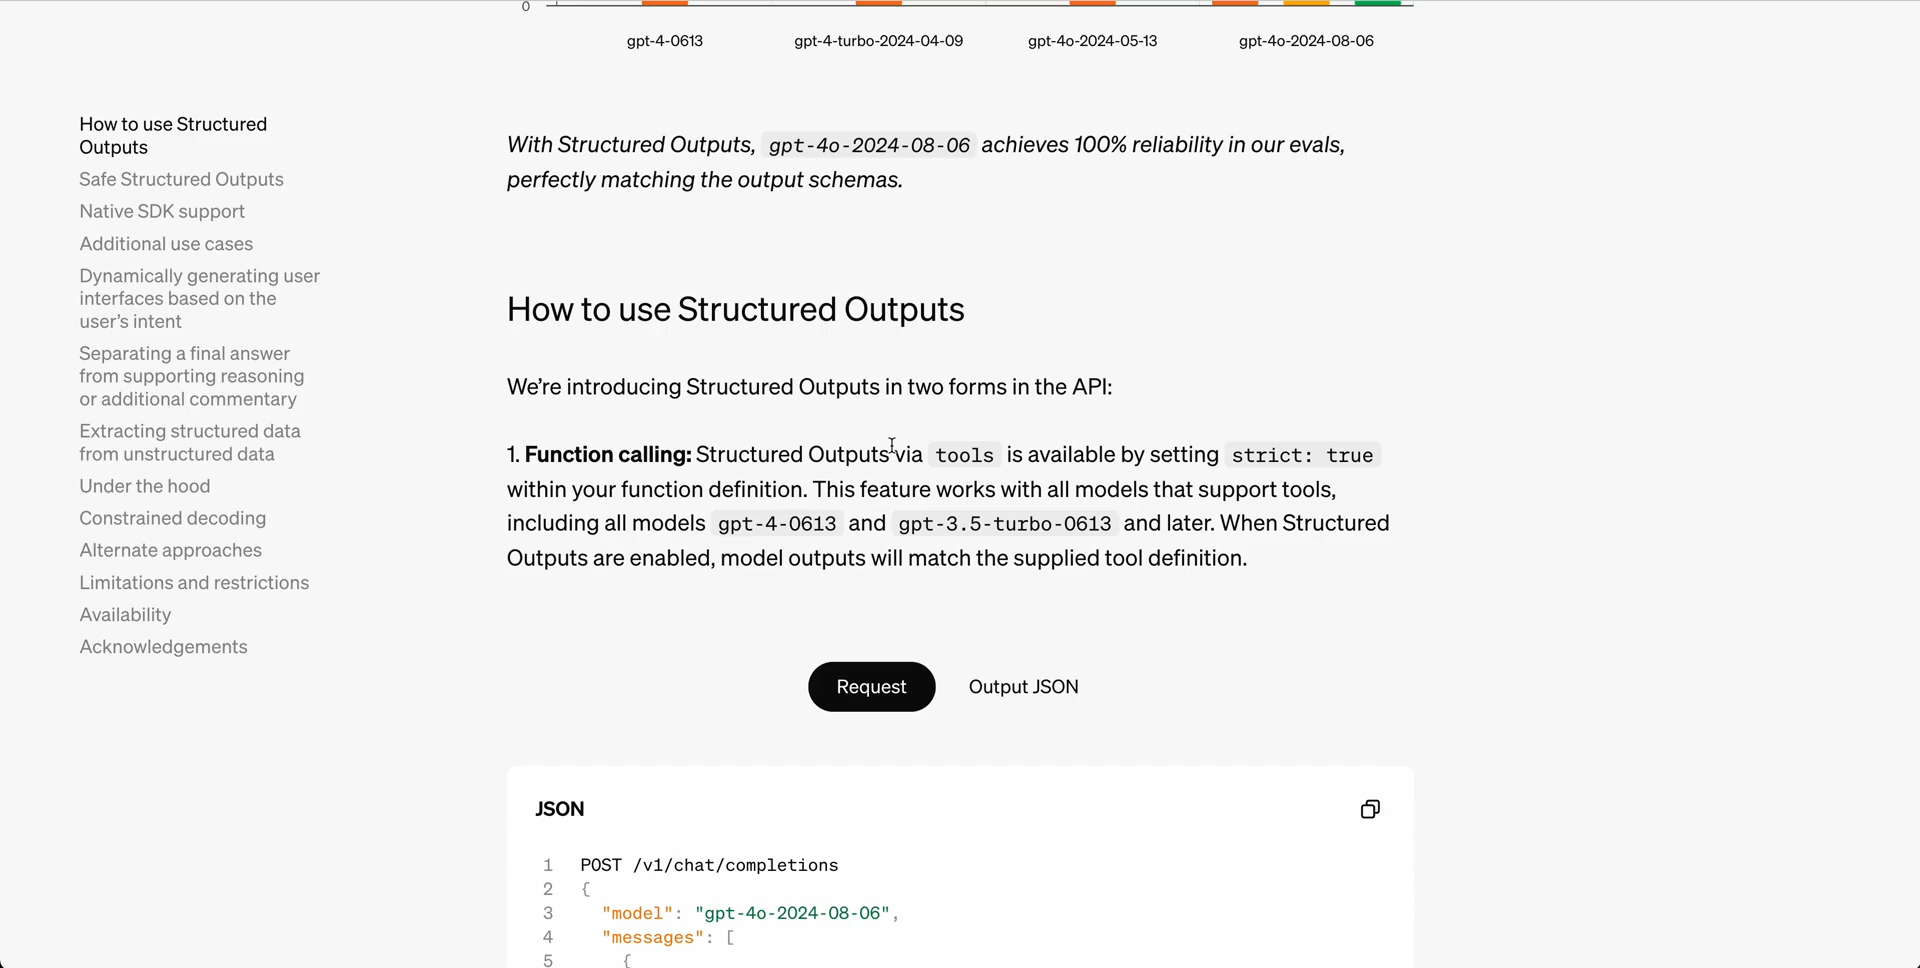 0
gpt-4-0613
gpt-4-turbo-2024-04-09
gpt-4o-2024-05-13
gpt-4o-2024-08-06
How to use Structured
Outputs
Safe Structured Outputs
Native SDK support
Additional use cases
Dynamically generating user
interfaces based on the
user’s intent
Separating a final answer
from supporting reasoning
or additional commentary
Extracting structured data
from unstructured data
Under the hood
Constrained decoding
Alternate approaches
Limitations and restrictions
Availability
Acknowledgements
With Structured Outputs, gpt-4o-2024-08-06 achieves 100% reliability in our evals,
perfectly matching the output schemas.
How to use Structured Outputs
We’re introducing Structured Outputs in two forms in the API:
1. Function calling: Structured Outputs via tools is available by setting strict: true
within your function definition. This feature works with all models that support tools,
including all models gpt-4-0613 and gpt-3.5-turbo-0613 and later. When Structured
Outputs are enabled, model outputs will match the supplied tool definition.
Request
Output JSON
JSON
1 POST /v1/chat/completions
2 {
3 "model": "gpt-4o-2024-08-06",
4 "messages": [
5 {